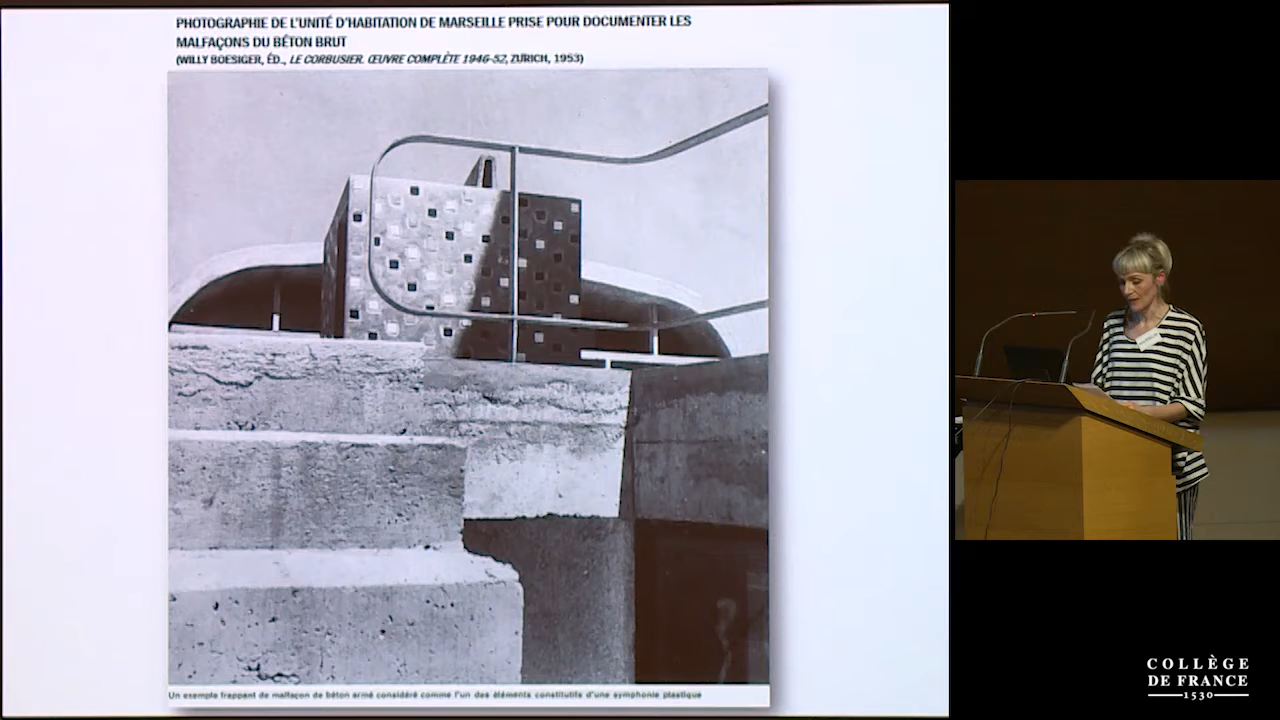 PHOTOGRAPHIE DE L'UNITÉ D'HABITATION DE MARSEILLE PRISE POUR DOCUMENTER LES
MALFAÇONS DU BÉTON BRUT
(WILLY BOESIGER, ÉD., LE CORBUSIER. ŒUVRE COMPLÈTE 1946-52, ZURICH, 1953)
Un exemple frappant de malfaçon de béton armé considéré comme l'un des éléments constitutifs d'une symphonie plastique
COLLÈGE
DE FRANCE
1530